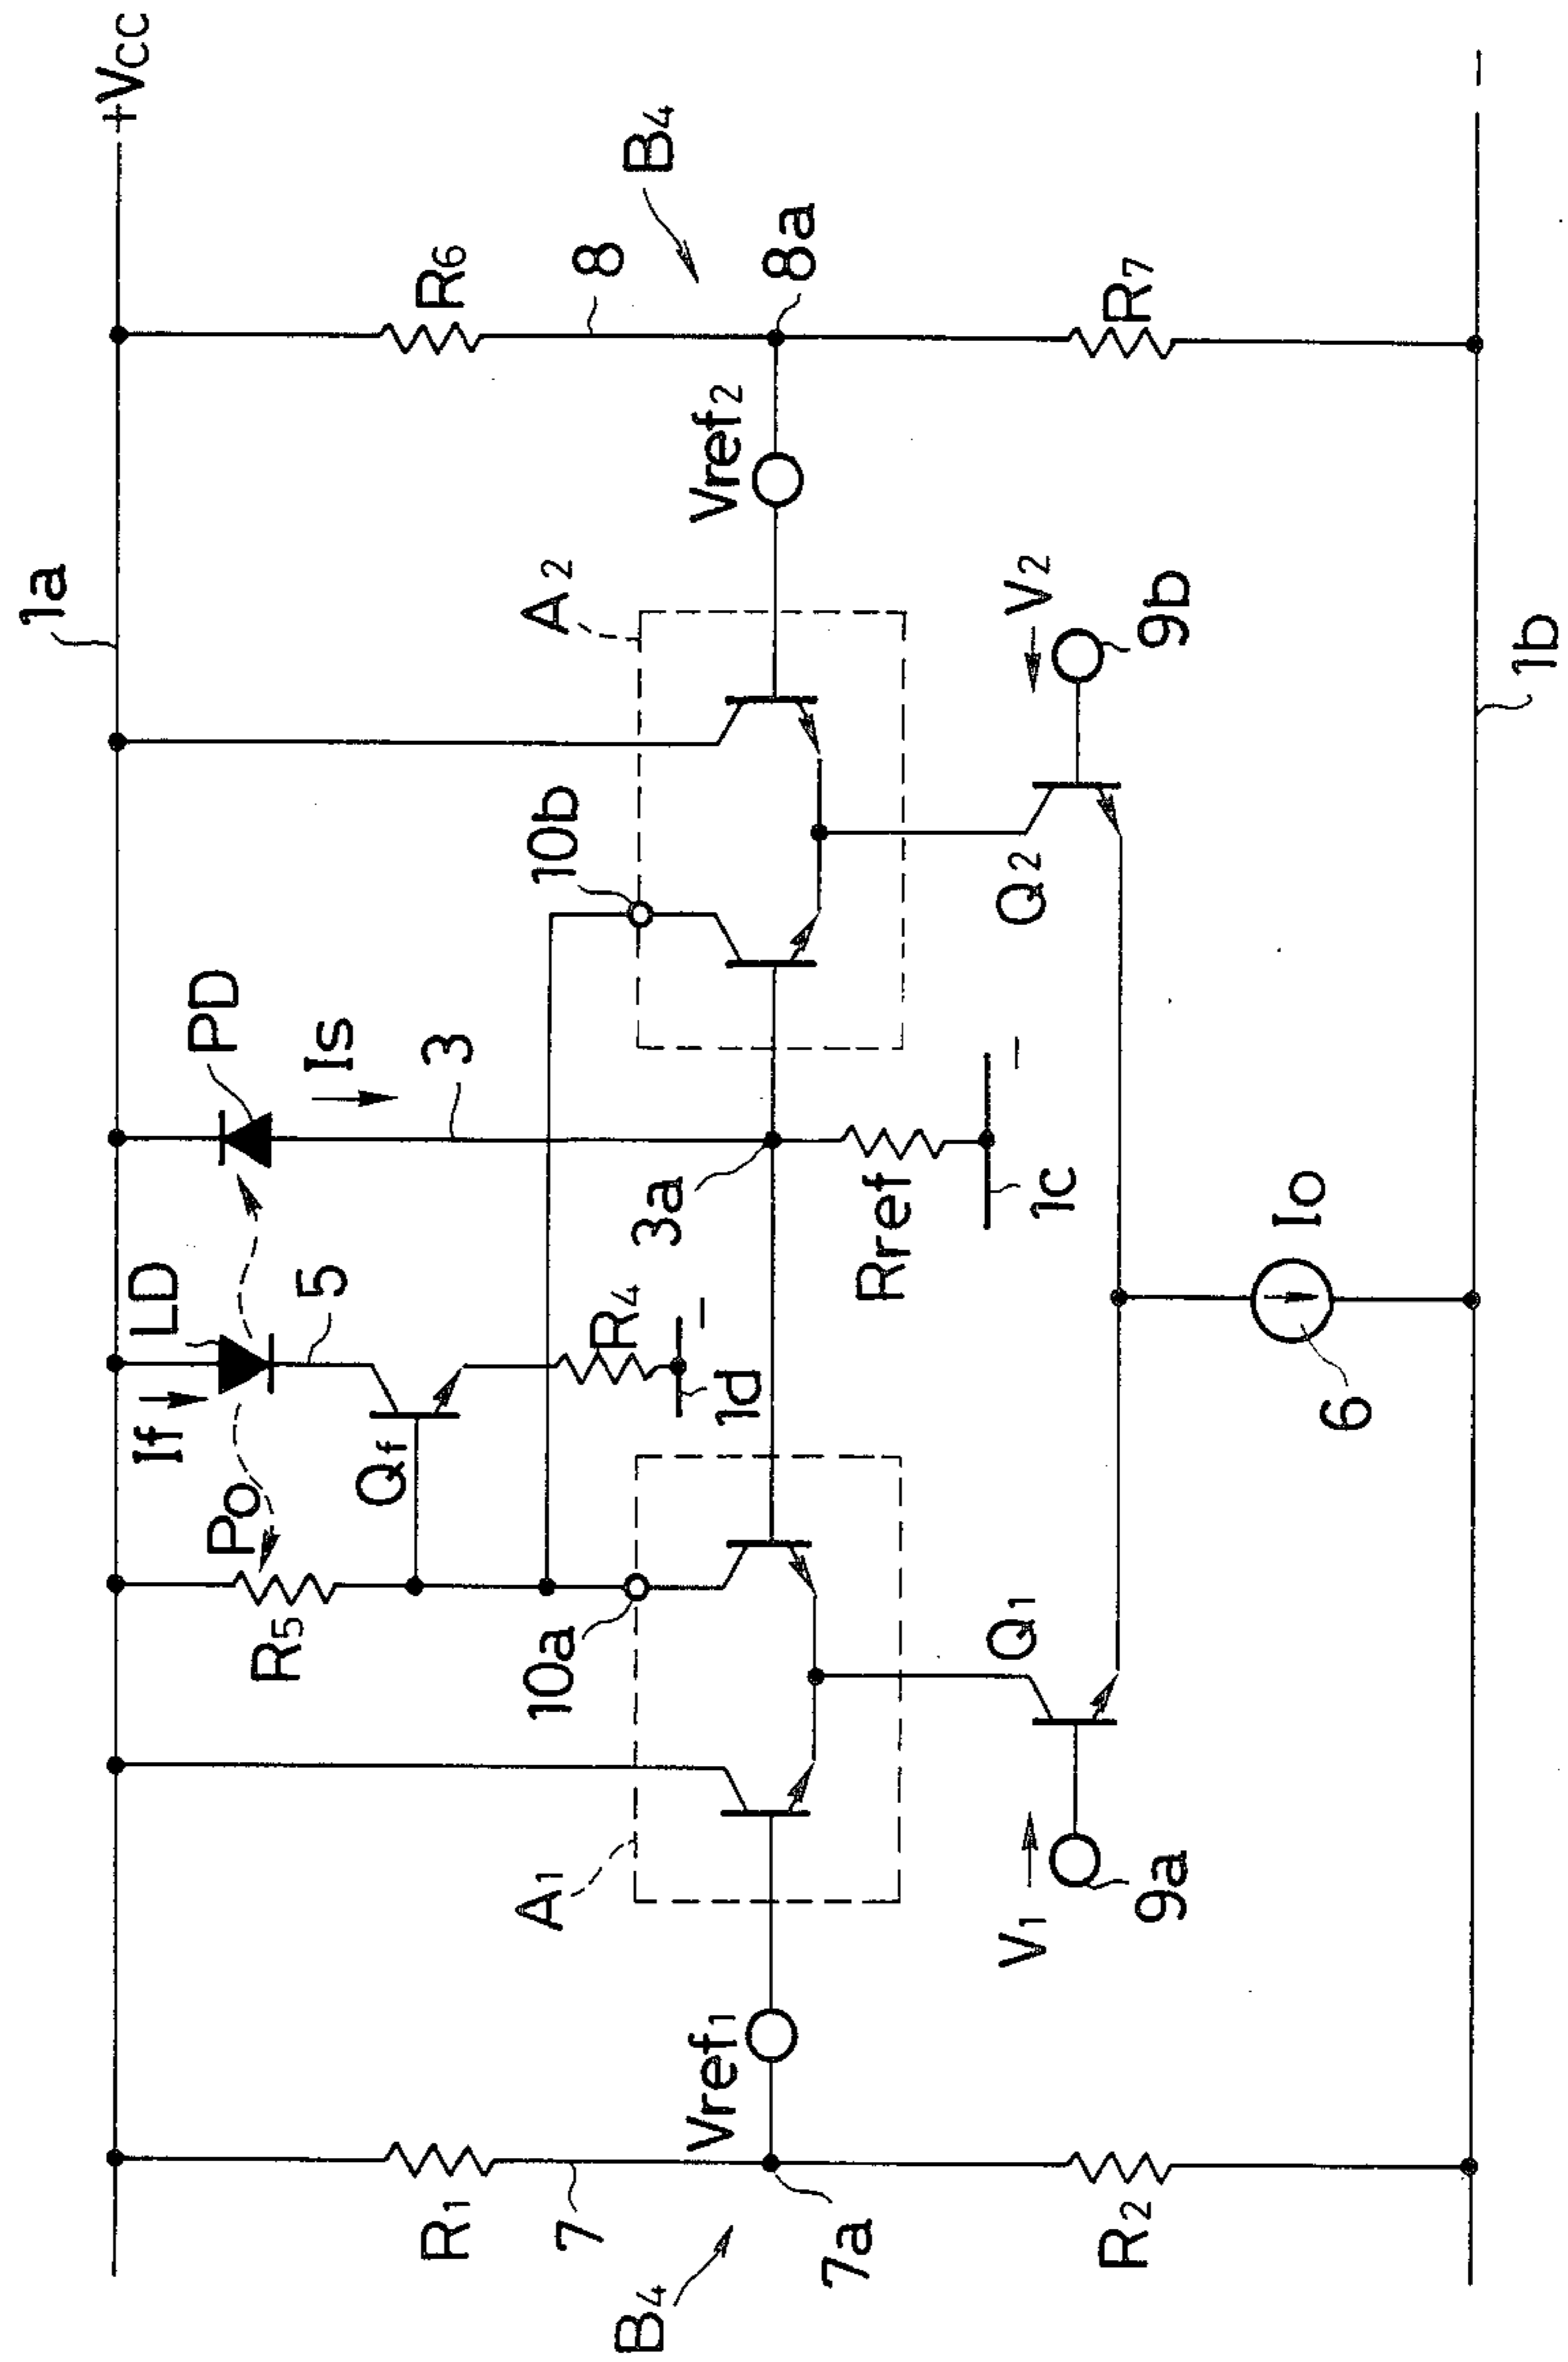 1a
+VCC
R1
7
Vref1
7a
R2
B4
A1
10a
R5
Po
If
LD
5
Qf
R4
1d
PD
Is
3
3a
Rref
1c
10b
A2
Vref2
R6
8
8a
B4
R7
V1
9a
Q1
Q2
V2
9b
Io
6
1b